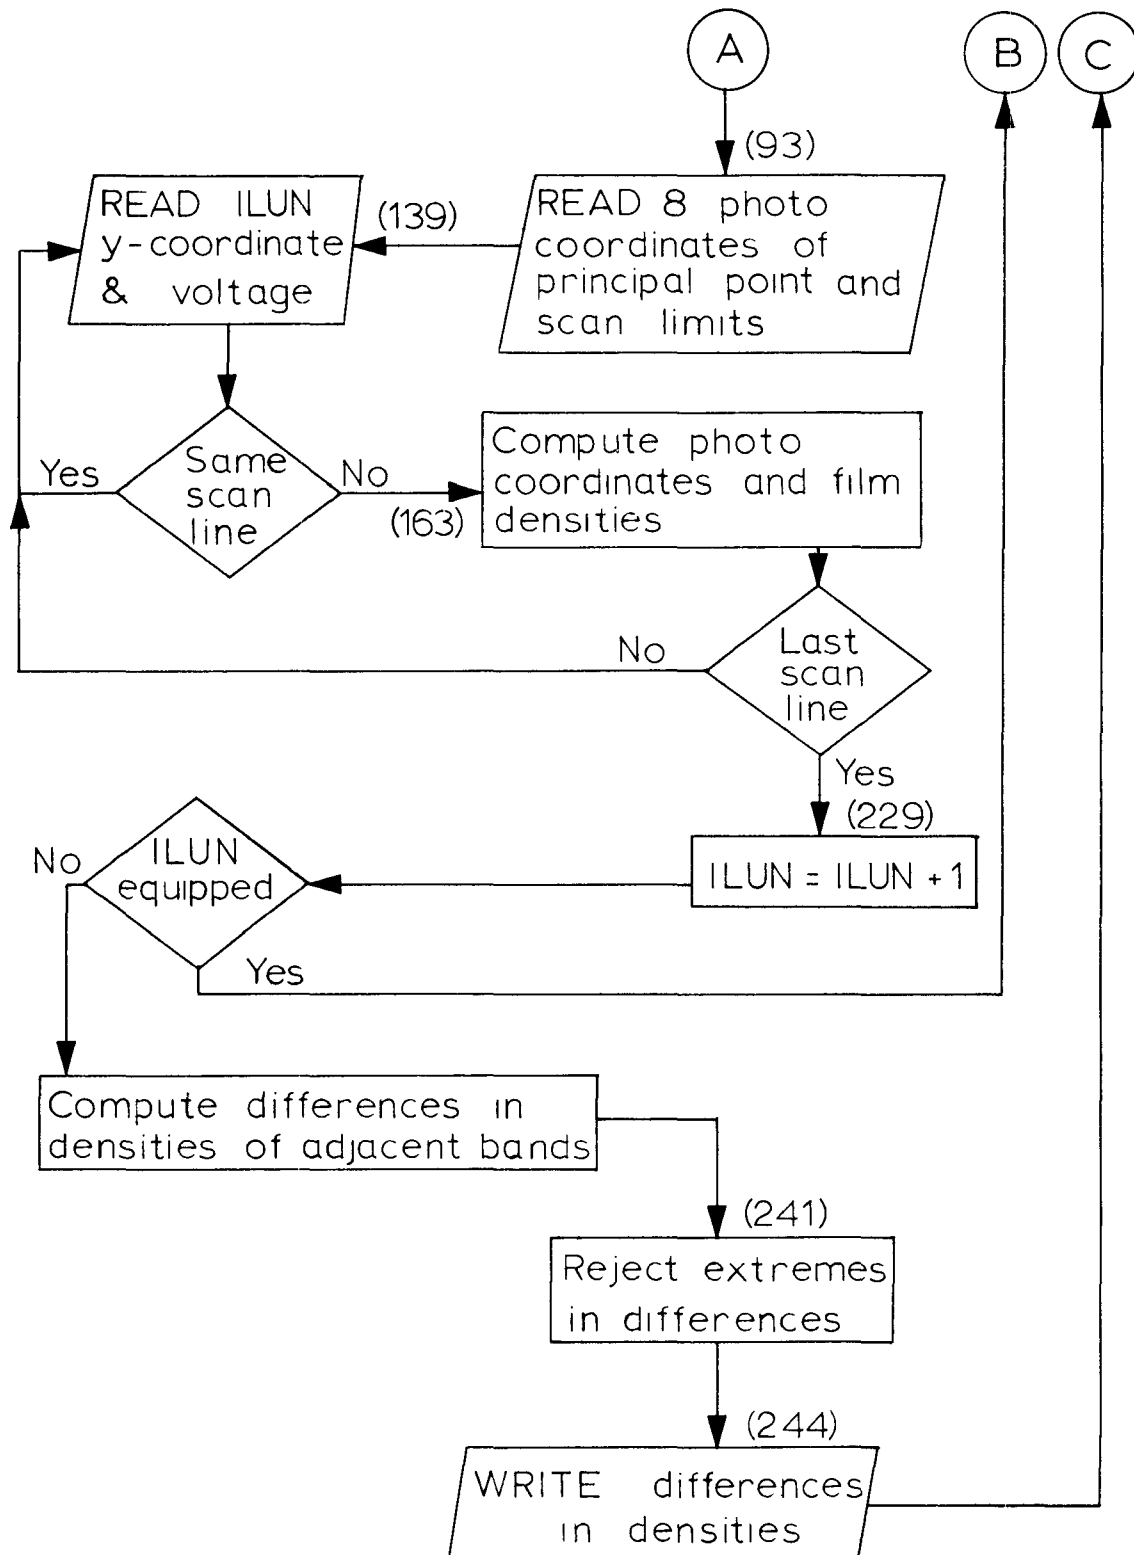 A
B
C
(93)
READ ILUN
y-coordinate
& voltage
(139)
READ 8 photo
coordinates of
principal point and
scan limits
Yes
Same
scan
line
No
(163)
Compute photo
coordinates and film
densities
No
Last
scan
line
Yes
(229)
ILUN = ILUN + 1
No
ILUN
equipped
Yes
Compute differences in
densities of adjacent bands
(241)
Reject extremes
in differences
(244)
WRITE differences
in densities